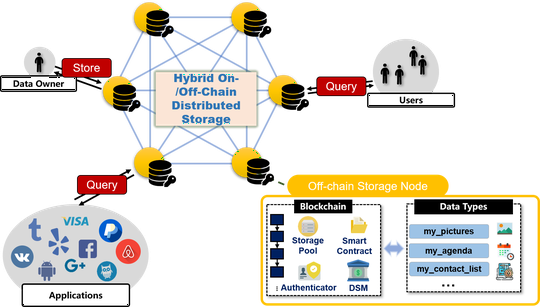 Hybrid On-
/Off-Chain
Distributed
Storage
Store
Data Owner
Query
Users
Query
VISA
Applications
Off-chain Storage Node
Blockchain
Storage
Pool
Smart
Contract
Authenticator
DSM
Data Types
my_pictures
my_agenda
my_contact_list
...